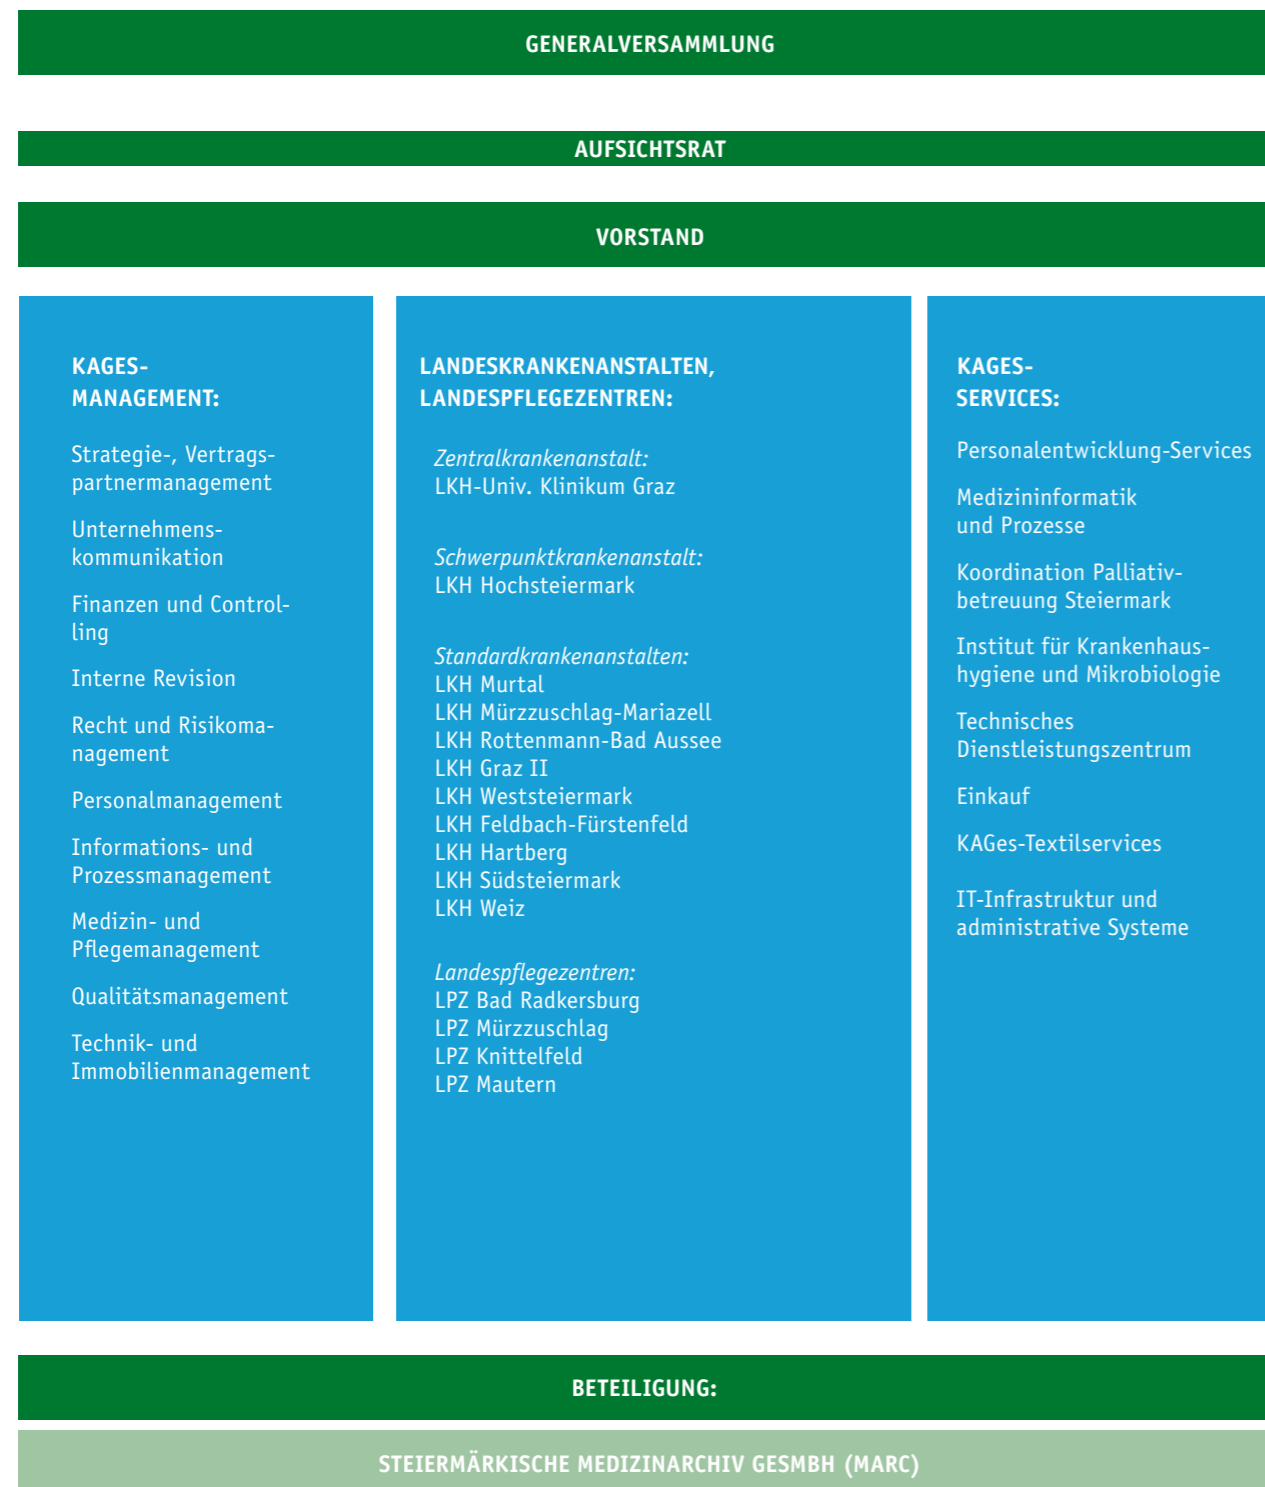 GENERALVERSAMMLUNG
AUFSICHTSRAT
VORSTAND
KAGES-
MANAGEMENT:
Strategie-, Vertrags-
partnermanagement
Unternehmens-
kommunikation
Finanzen und Control-
ling
Interne Revision
Recht und Risikoma-
nagement
Personalmanagement
Informations- und
Prozessmanagement
Medizin- und
Pflegemanagement
Qualitätsmanagement
Technik- und
Immobilienmanagement
LANDESKRANKENANSTALTEN,
LANDESPFLEGEZENTREN:
Zentralkrankenanstalt:
LKH-Univ. Klinikum Graz
Schwerpunktkrankenanstalt:
LKH Hochsteiermark
Standardkrankenanstalten:
LKH Murtal
LKH Mürzzuschlag-Mariazell
LKH Rottenmann-Bad Aussee
LKH Graz II
LKH Weststeiermark
LKH Feldbach-Fürstenfeld
LKH Hartberg
LKH Südsteiermark
LKH Weiz
Landespflegezentren:
LPZ Bad Radkersburg
LPZ Mürzzuschlag
LPZ Knittelfeld
LPZ Mautern
KAGES-
SERVICES:
Personalentwicklung-Services
Medizininformatik
und Prozesse
Koordination Palliativ-
betreuung Steiermark
Institut für Krankenhaus-
hygiene und Mikrobiologie
Technisches
Dienstleistungszentrum
Einkauf
KAGes-Textilservices
IT-Infrastruktur und
administrative Systeme
BETEILIGUNG:
STEIERMÄRKISCHE MEDIZINARCHIV GESMBH (MARC)